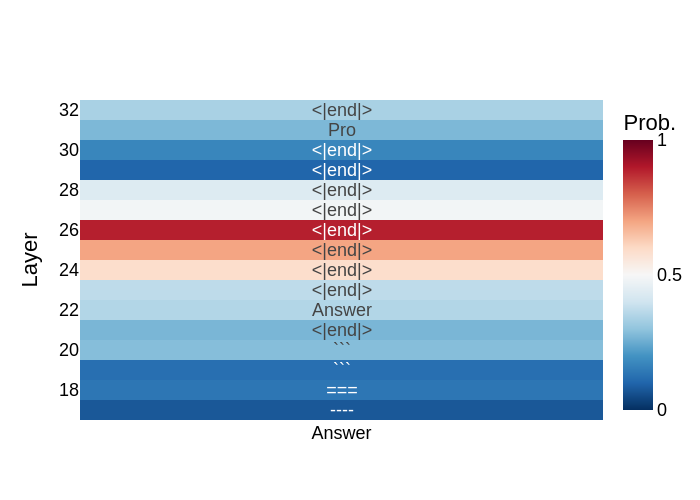 32 <|end|>
Pro
30 <|end|>
<|end|>
28 <|end|>
<|end|>
26 <|end|>
<|end|>
24 <|end|>
<|end|>
22 Answer
<|end|>
20 ```
```
18 ===
----
Answer
Layer
Prob.
1
0.5
0